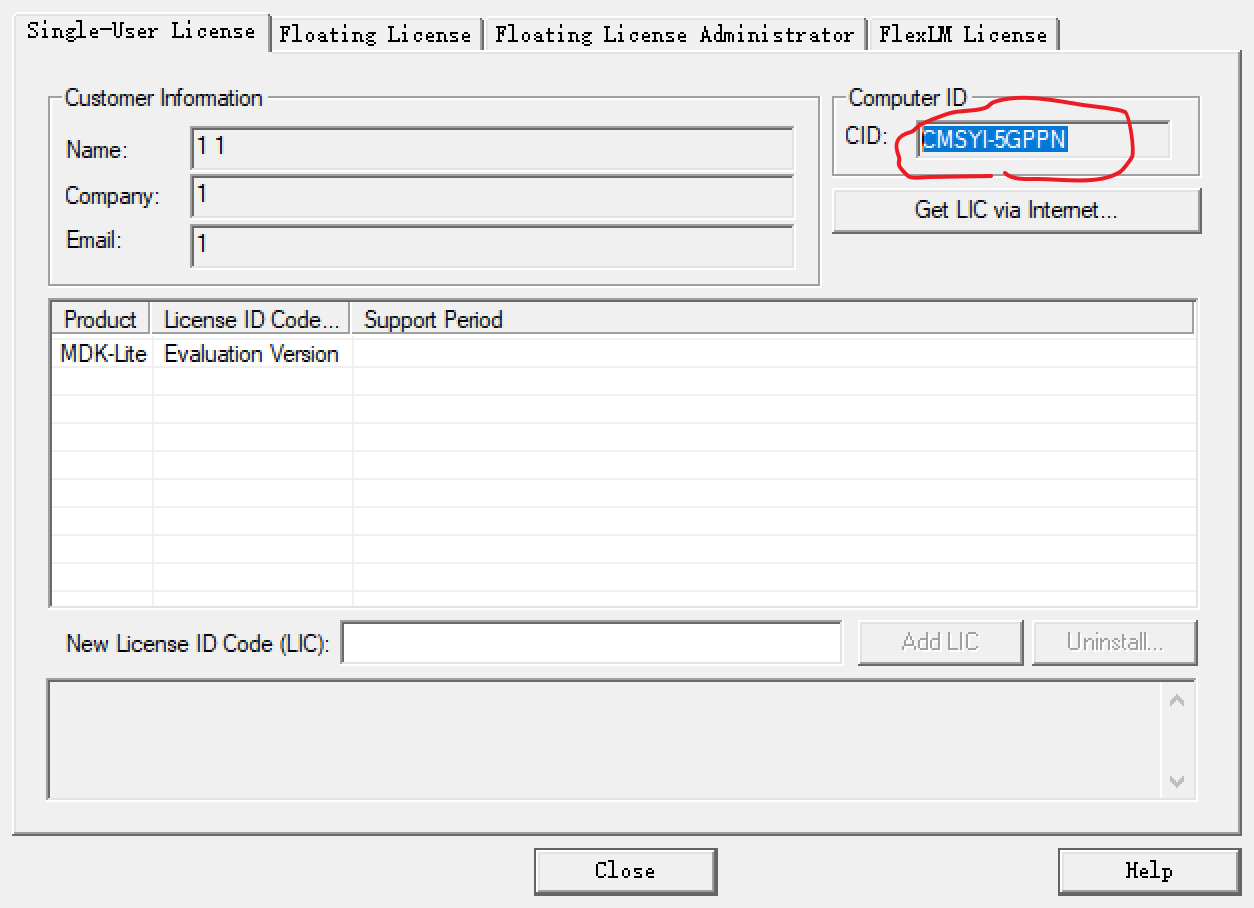 Single-User License
Floating License
Floating License Administrator
FlexLM License
Customer Information
Name: 1 1
Company: 1
Email: 1
Computer ID
CID: CMSYI-5GPPN
Get LIC via Internet...
Product License ID Code... Support Period
MDK-Lite Evaluation Version
New License ID Code (LIC):
Add LIC
Uninstall...
Close
Help